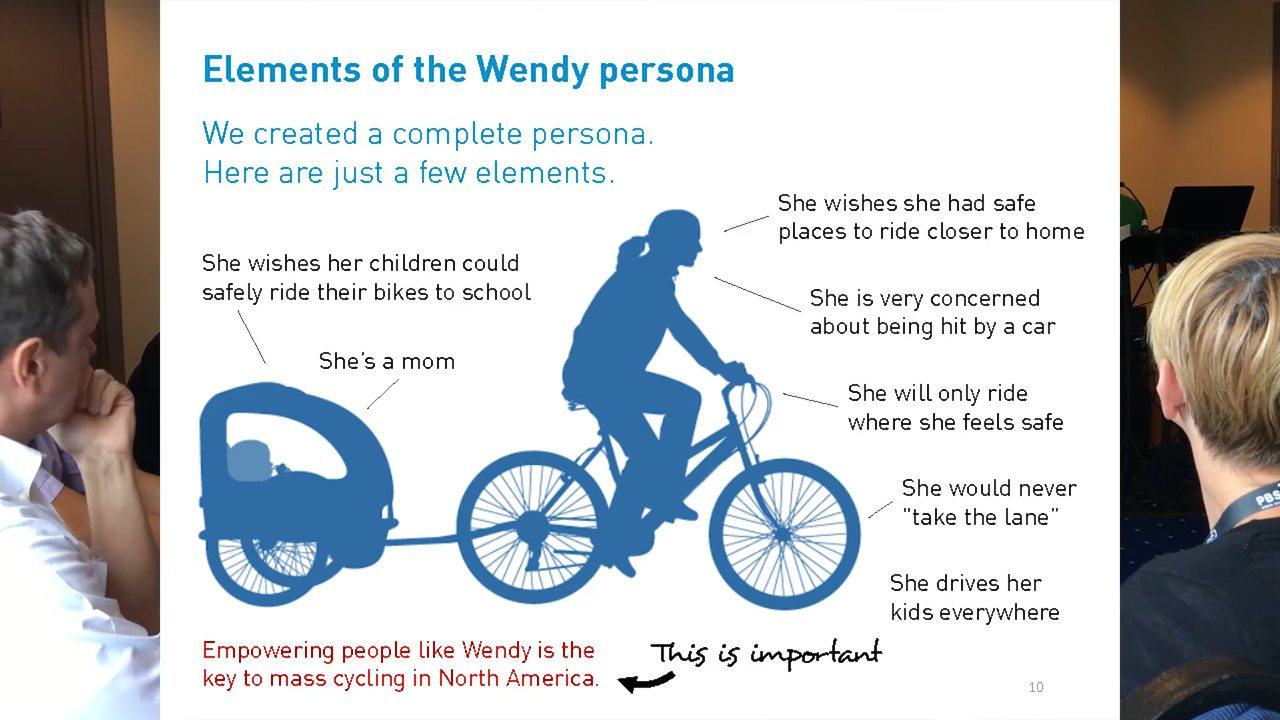 Elements of the Wendy persona
We created a complete persona.
Here are just a few elements.
She wishes she had safe
places to ride closer to home
She wishes her children could
safely ride their bikes to school
She is very concerned
about being hit by a car
She's a mom
She will only ride
where she feels safe
She would never
"take the lane"
PBS
She drives her
kids everywhere
Empowering people like Wendy is the
key to mass cycling in North America.
This is important
10